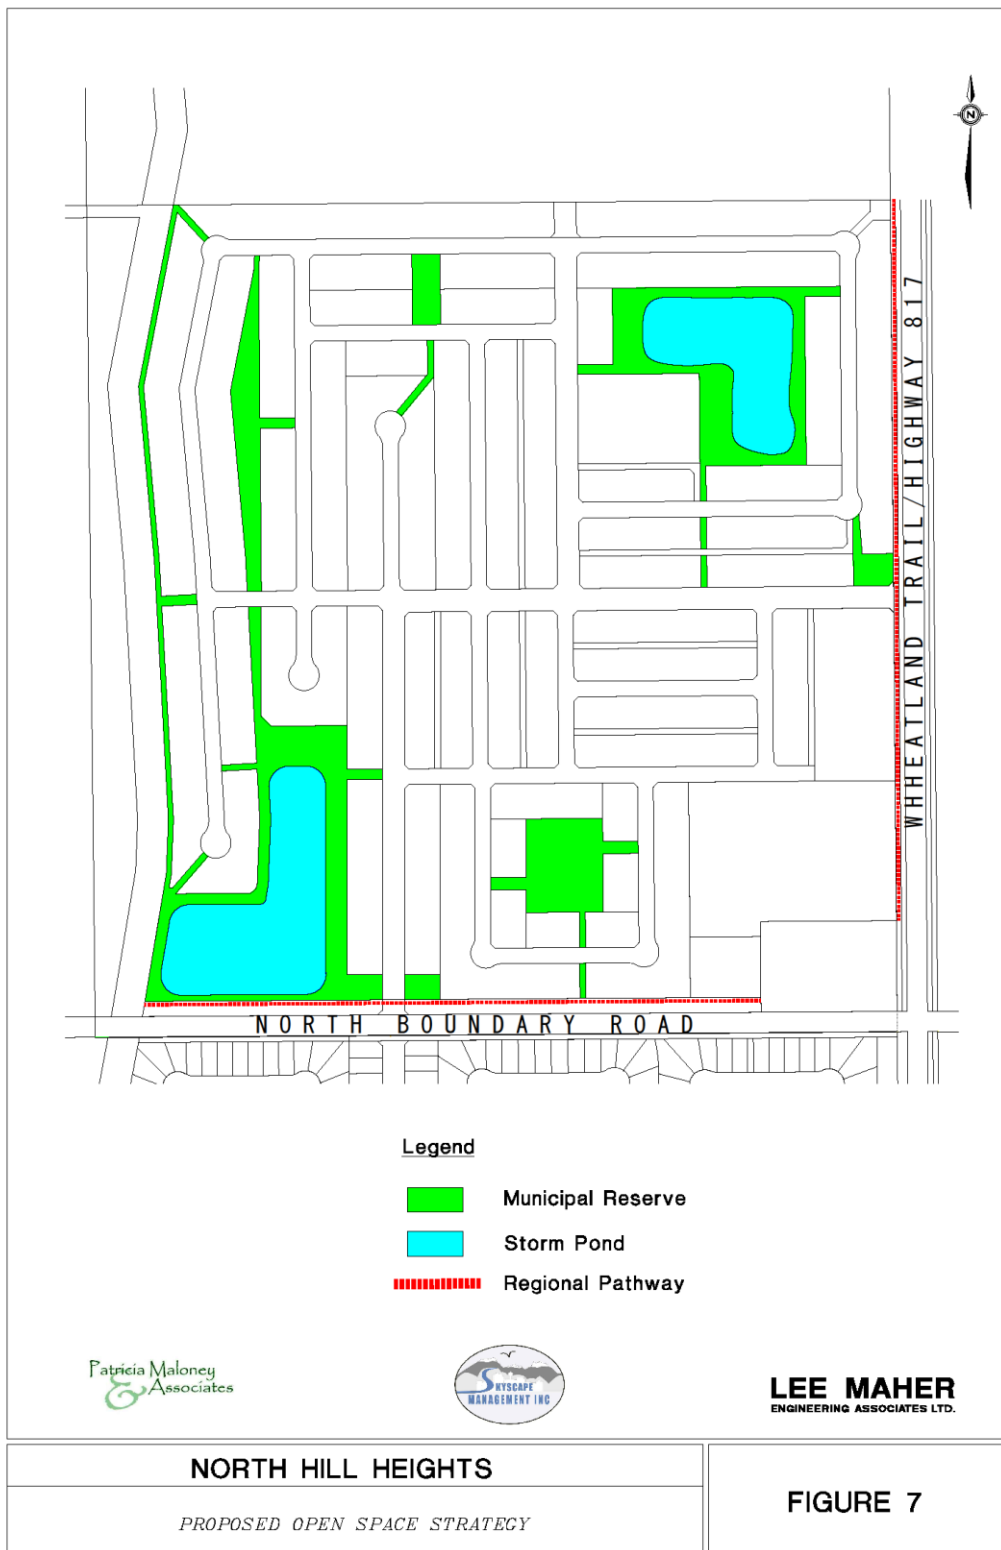 N
WHHEATLAND TRAIL/HIGHWAY 817
NORTH BOUNDARY ROAD
Legend
Municipal Reserve
Storm Pond
Regional Pathway
Patricia Maloney
& Associates
SKYSCAPE
MANAGEMENT INC
LEE MAHER
ENGINEERING ASSOCIATES LTD.
NORTH HILL HEIGHTS
PROPOSED OPEN SPACE STRATEGY
FIGURE 7